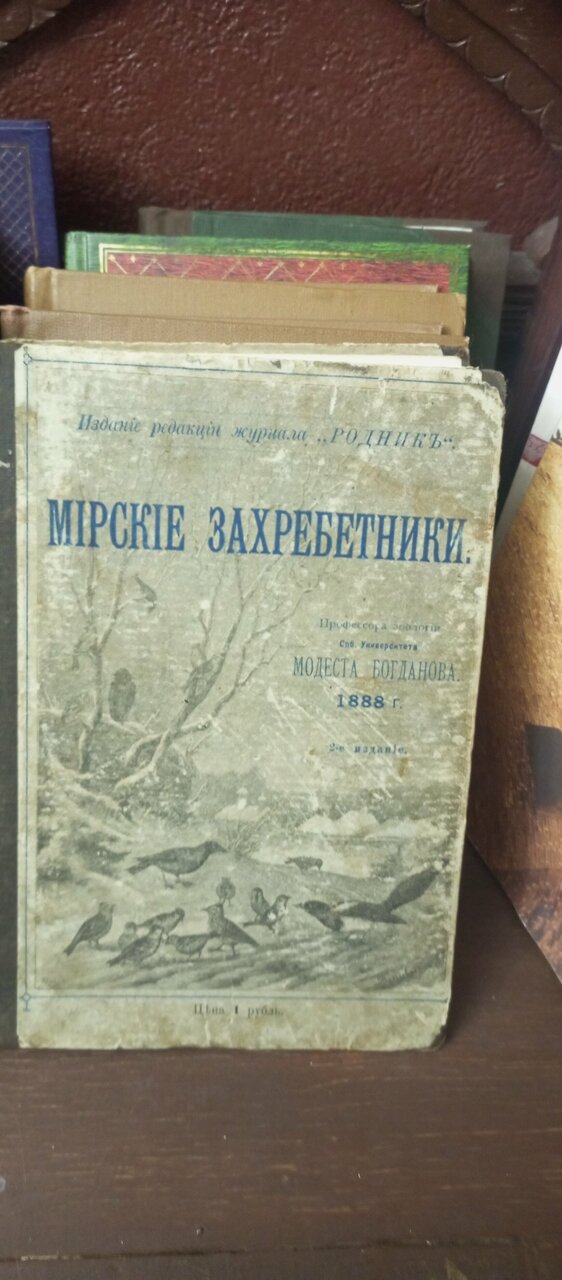 Изданіе редакціи журнала „РОДНИКЪ“.
МІРСКІЕ ЗАХРЕБЕТНИКИ.
Профессора зоологіи
Спб. Университета
МОДЕСТА БОГДАНОВА.
1888 г.
2-е изданіе.
Цѣна 1 рубль.